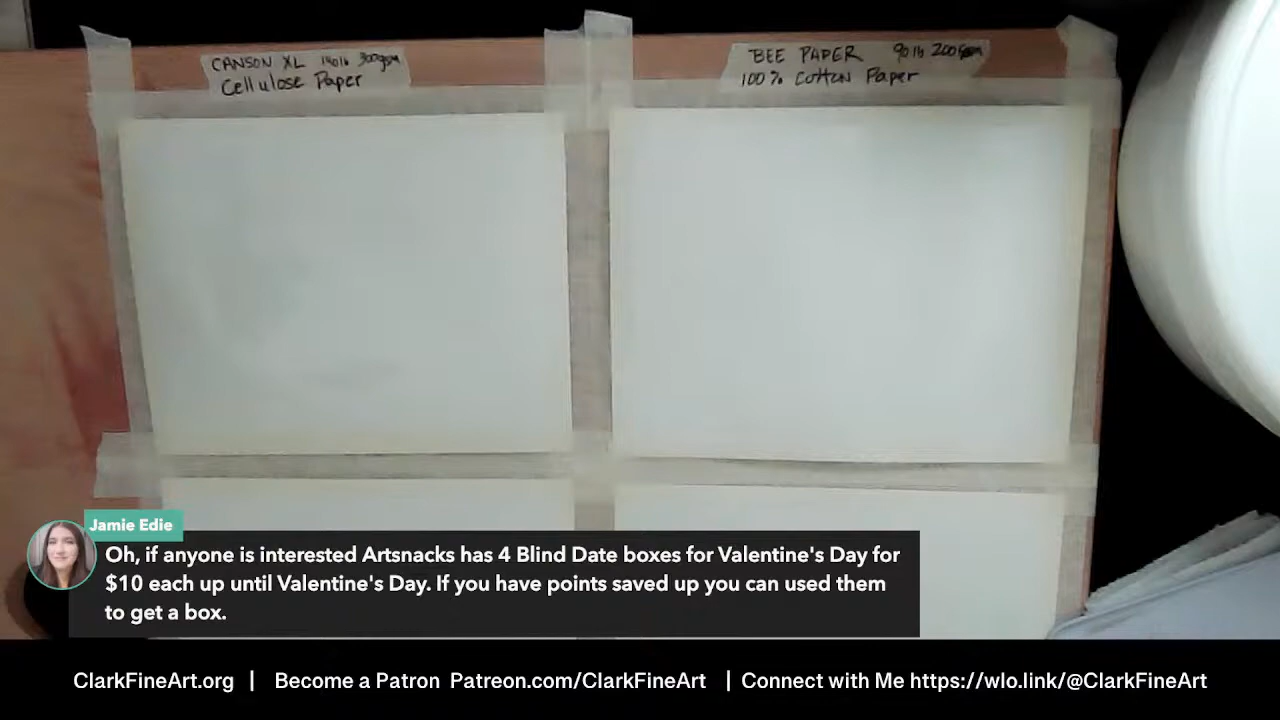 CANSON XL 140lb 300gsm
Cellulose Paper
BEE PAPER 90lb 200gsm
100% Cotton Paper
Jamie Edie
Oh, if anyone is interested Artsnacks has 4 Blind Date boxes for Valentine's Day for
$10 each up until Valentine's Day. If you have points saved up you can used them
to get a box.
ClarkFineArt.org | Become a Patron Patreon.com/ClarkFineArt | Connect with Me https://wlo.link/@ClarkFineArt